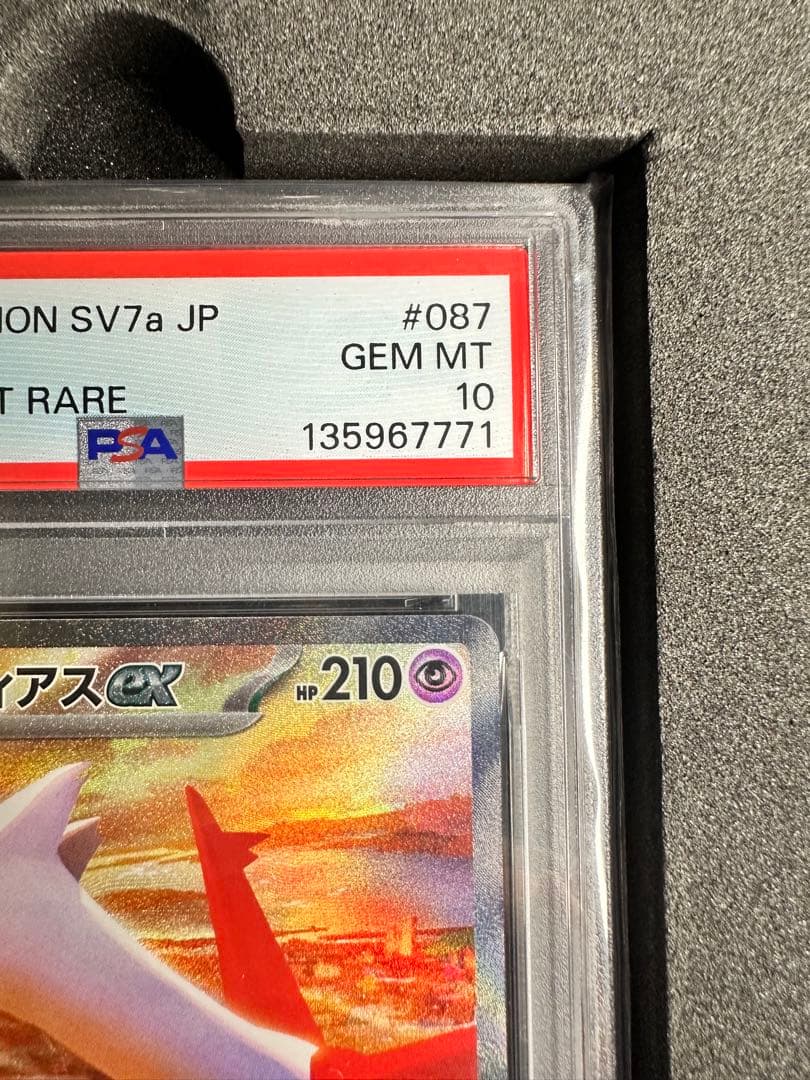 ION SV7a JP
#087
GEM MT
T RARE
10
PSA
135967771
ィアスex
HP210